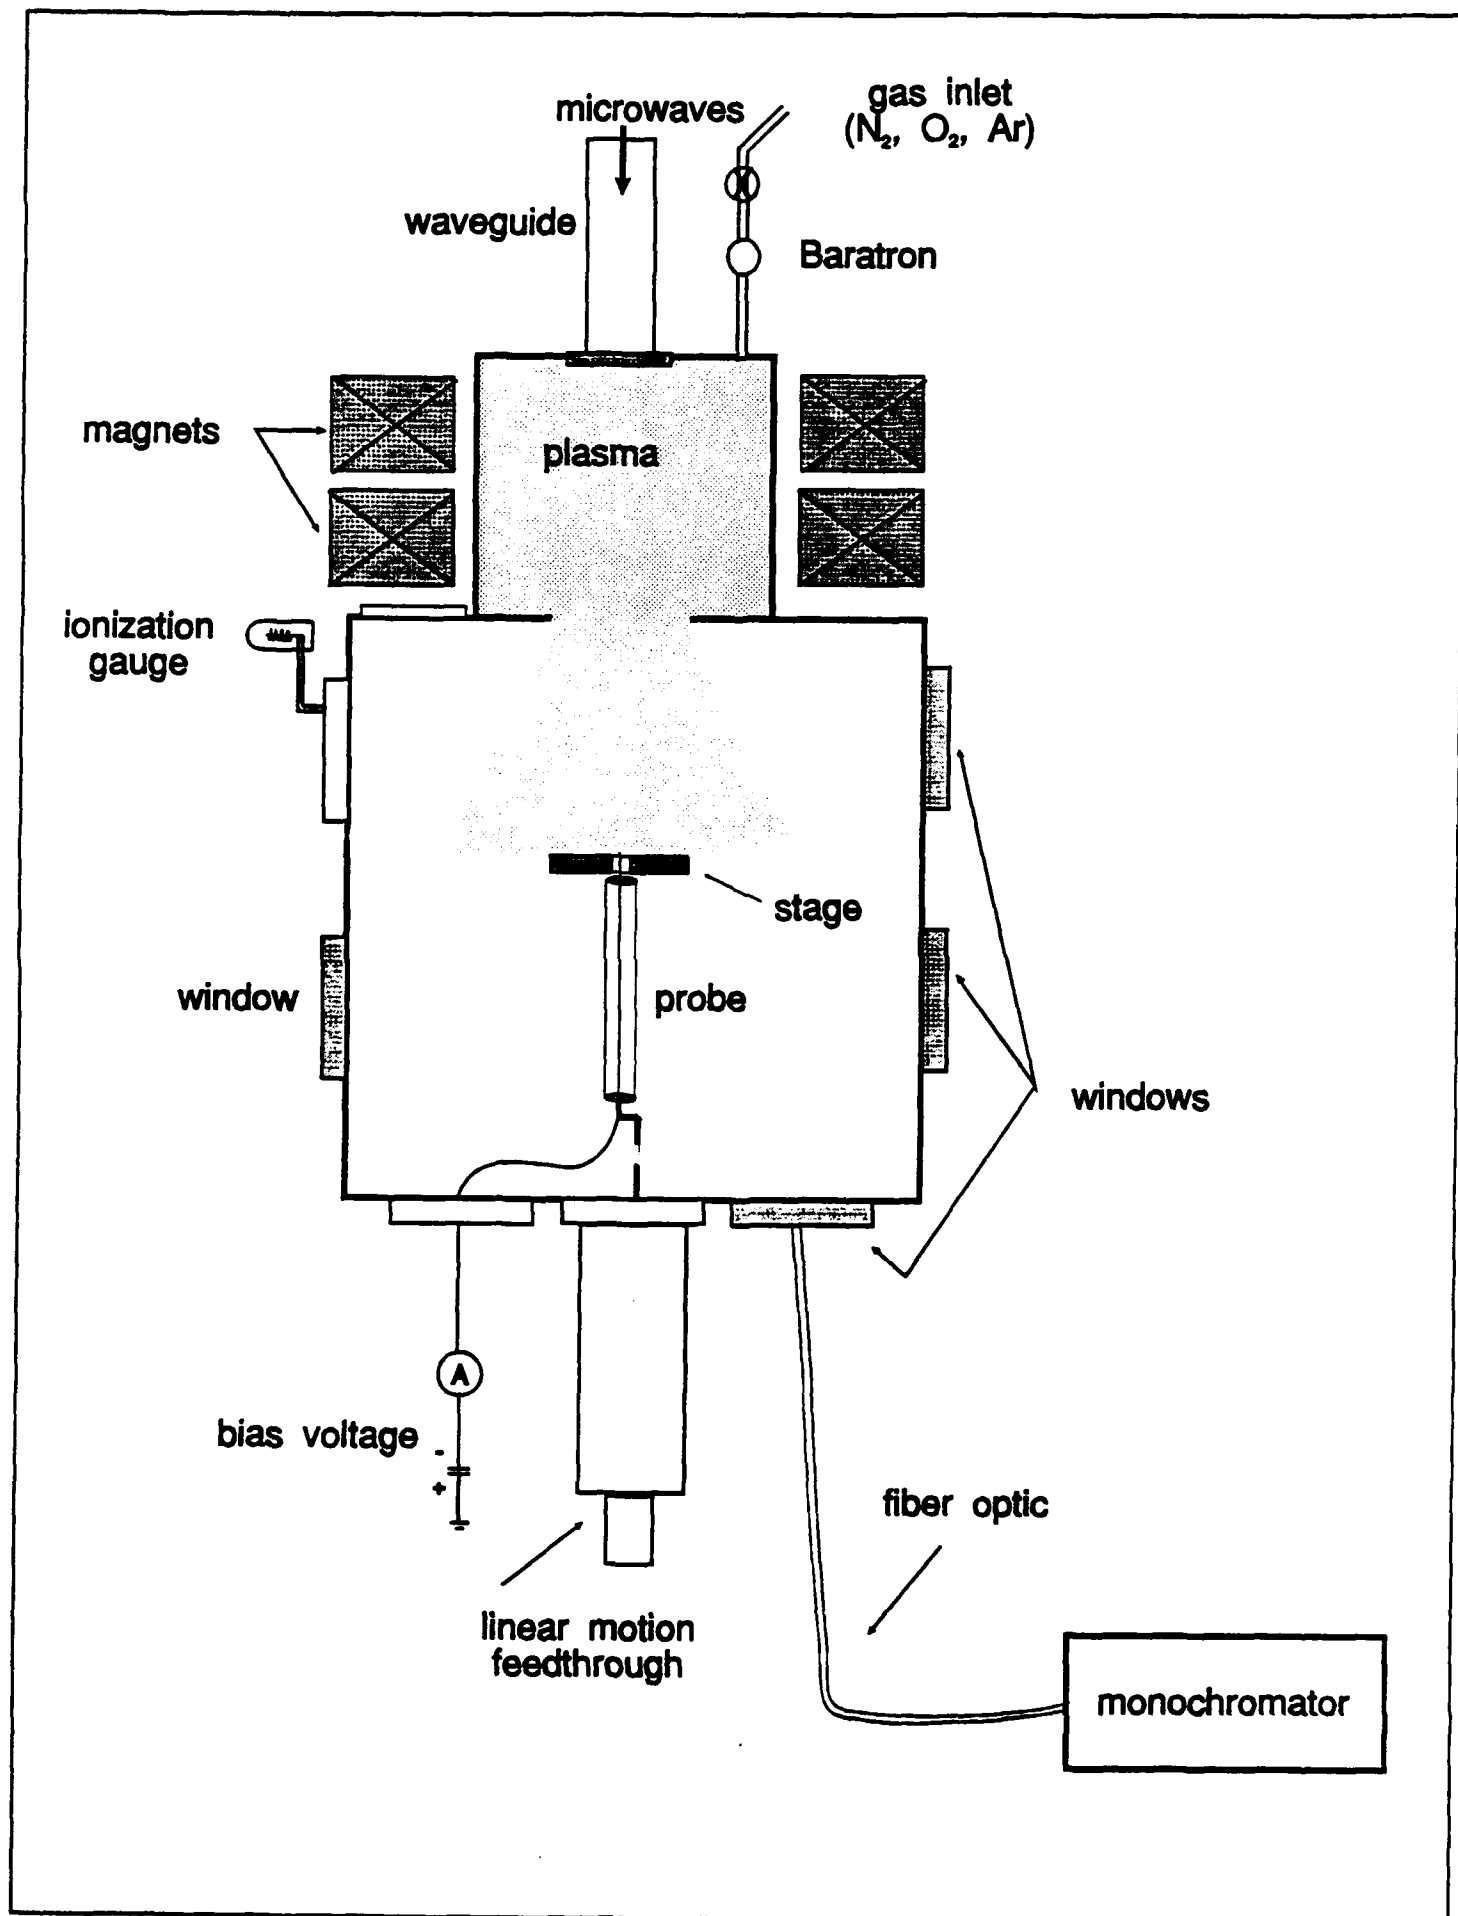 microwaves
gas inlet
(N₂, O₂, Ar)
waveguide
Baratron
magnets
plasma
ionization
gauge
stage
window
probe
windows
A
bias voltage
-
+
fiber optic
linear motion
feedthrough
monochromator